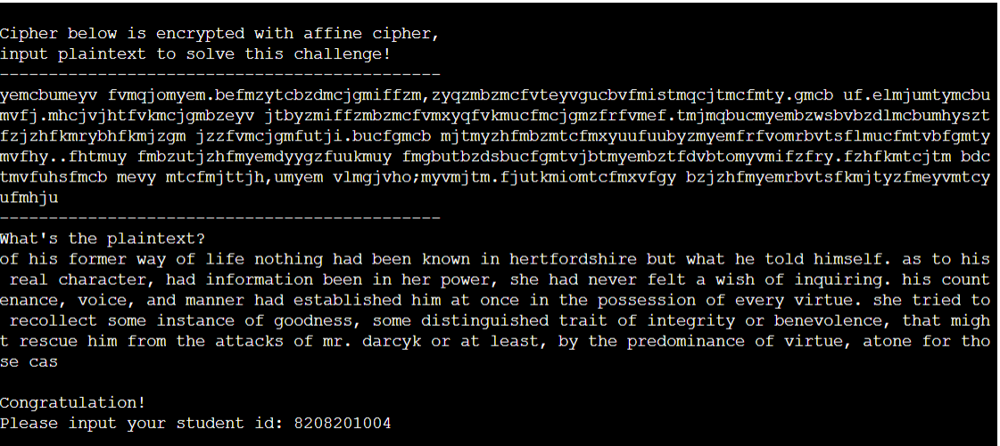 Cipher below is encrypted with affine cipher,
input plaintext to solve this challenge!
---------------------------------------------
yemcbumeyv fvmqjomyem.befmzytcbzdmcjgmiffzm,zyqzmbzmcfvteyvgucbvfmistmqcjtmcfmty.gmcb uf.elmjumtymcbu
mvfj.mhcjvjhtfvkmcjgmbzeyv jtbyzmiffzmbzmcfvmxyqfvkmucfmcjgmzfrfvmef.tmjmqbucmyembzwsbvbzdlmcbumhyszt
fzjzhfkmrybhfkmjzgm jzzfvmcjgmfutji.bucfgmcb mjtmyzhfmbzmtcfmxyuufuubyzmyemfrfvomrbvtsflmucfmtvbfgmty
mvfhy..fhtmuy fmbzutjzhfmyemdyygzfuukmuy fmgbutbzdsbucfgmtvjbtmyembztfdvbtomyvmifzfry.fzhfkmtcjtm bdc
tmvfuhsfmcb mevy mtcfmjttjh,umyem vlmgjvho;myvmjtm.fjutkmiomtcfmxvfgy bzjzhfmyemrbvtsfkmjtyzfmeyvmtcy
ufmhju
---------------------------------------------
What's the plaintext?
of his former way of life nothing had been known in hertfordshire but what he told himself. as to his
 real character, had information been in her power, she had never felt a wish of inquiring. his count
enance, voice, and manner had established him at once in the possession of every virtue. she tried to
 recollect some instance of goodness, some distinguished trait of integrity or benevolence, that migh
t rescue him from the attacks of mr. darcyk or at least, by the predominance of virtue, atone for tho
se cas
Congratulation!
Please input your student id: 8208201004